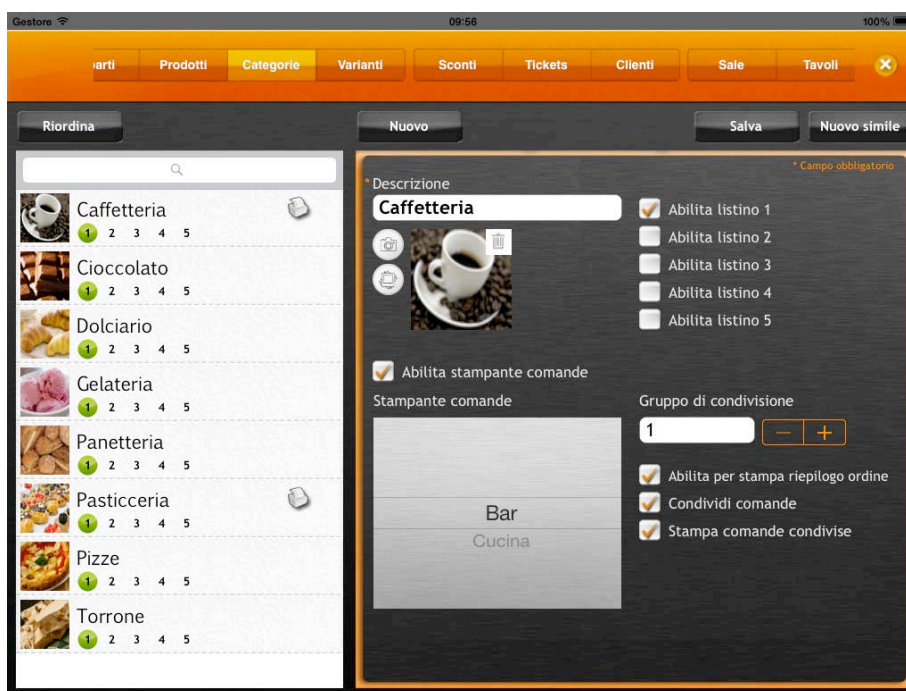 Gestore 09:56 100%
arti Prodotti Categorie Varianti Sconti Tickets Clienti Sale Tavoli
Riordina Nuovo Salva Nuovo simile
* Campo obbligatorio
* Descrizione
Caffetteria
Abilita listino 1
Abilita listino 2
Abilita listino 3
Abilita listino 4
Abilita listino 5
Abilita stampante comande
Stampante comande
Bar
Cucina
Gruppo di condivisione
1
Abilita per stampa riepilogo ordine
Condividi comande
Stampa comande condivise
Caffetteria
1 2 3 4 5
Cioccolato
1 2 3 4 5
Dolciario
1 2 3 4 5
Gelateria
1 2 3 4 5
Panetteria
1 2 3 4 5
Pasticceria
1 2 3 4 5
Pizze
1 2 3 4 5
Torrone
1 2 3 4 5